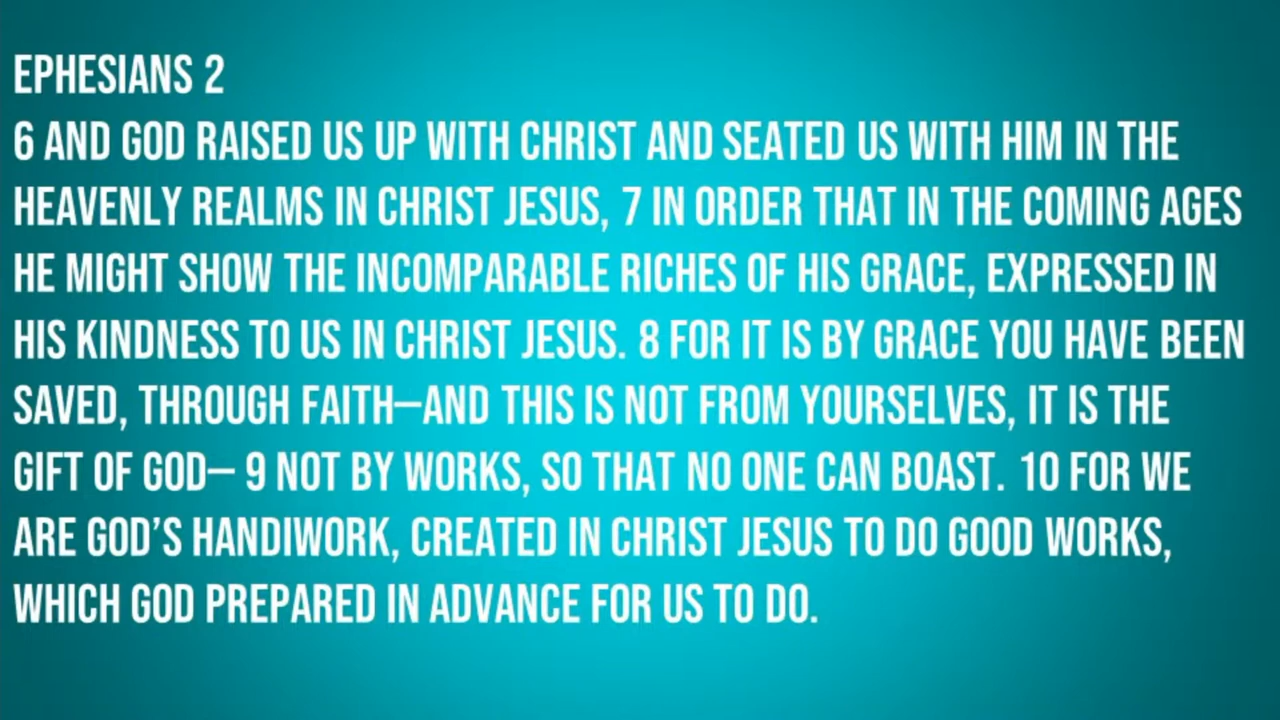 EPHESIANS 2
6 AND GOD RAISED US UP WITH CHRIST AND SEATED US WITH HIM IN THE
HEAVENLY REALMS IN CHRIST JESUS, 7 IN ORDER THAT IN THE COMING AGES
HE MIGHT SHOW THE INCOMPARABLE RICHES OF HIS GRACE, EXPRESSED IN
HIS KINDNESS TO US IN CHRIST JESUS. 8 FOR IT IS BY GRACE YOU HAVE BEEN
SAVED, THROUGH FAITH—AND THIS IS NOT FROM YOURSELVES, IT IS THE
GIFT OF GOD— 9 NOT BY WORKS, SO THAT NO ONE CAN BOAST. 10 FOR WE
ARE GOD’S HANDIWORK, CREATED IN CHRIST JESUS TO DO GOOD WORKS,
WHICH GOD PREPARED IN ADVANCE FOR US TO DO.